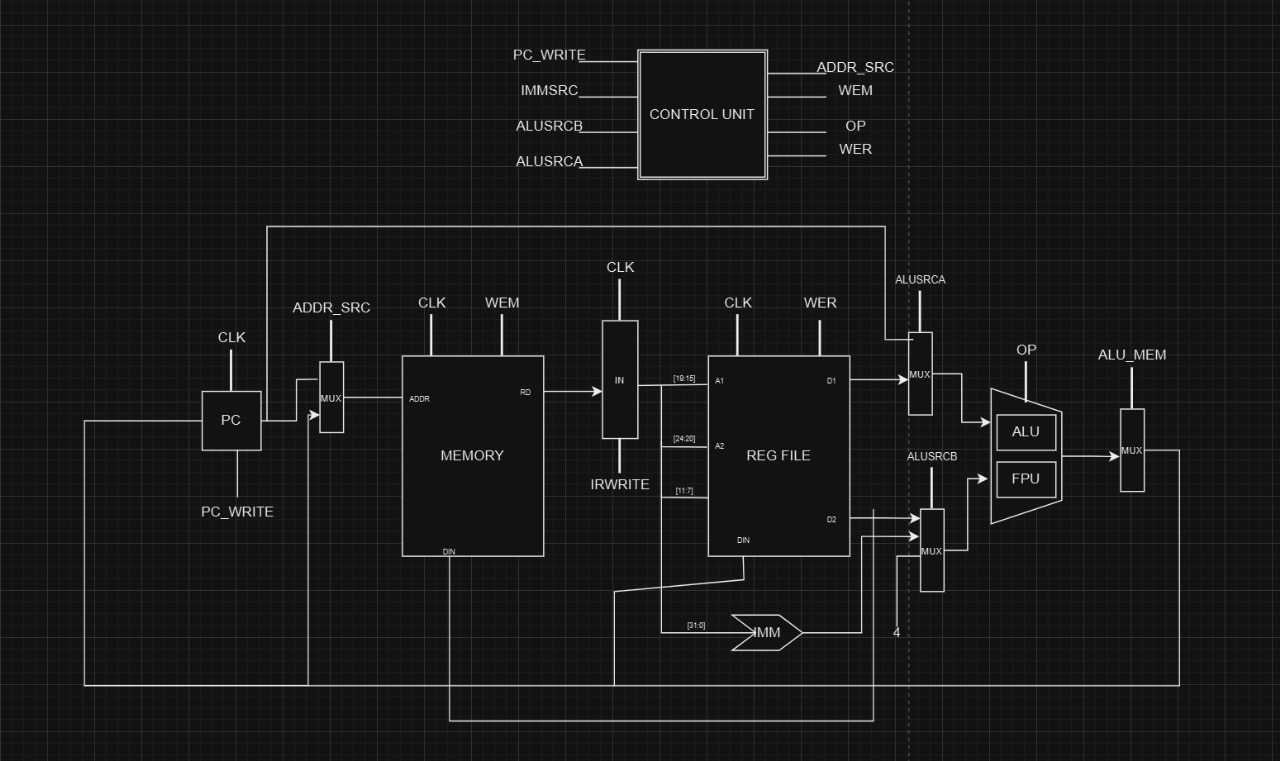 PC_WRITE
ADDR_SRC
IMMSRC
WEM
CONTROL UNIT
ALUSRCB
OP
WER
ALUSRCA
CLK
ALUSRCA
CLK
WEM
CLK
WER
ADDR_SRC
CLK
OP
ALU_MEM
MUX
[19:15]
A1
D1
IN
RD
MUX
ADDR
PC
ALU
[24:20]
A2
MUX
MEMORY
REG FILE
ALUSRCB
FPU
IRWRITE
[11:7]
PC_WRITE
D2
DIN
DIN
MUX
[31:0]
IMM
4